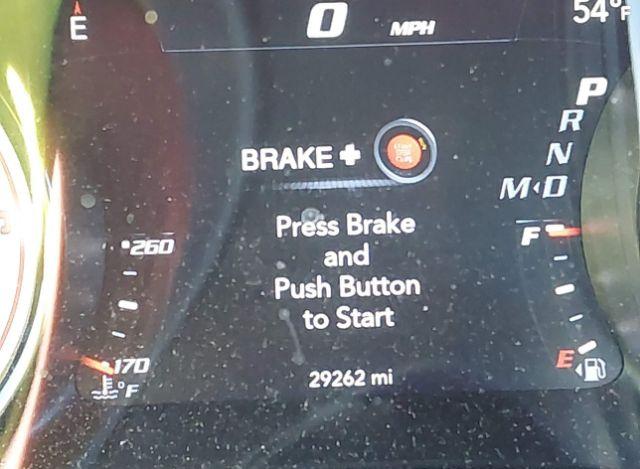 E
0 MPH
54°F
P
R
N
M D
BRAKE +
Press Brake
and
Push Button
to Start
F
260
E
170
°F
29262 mi